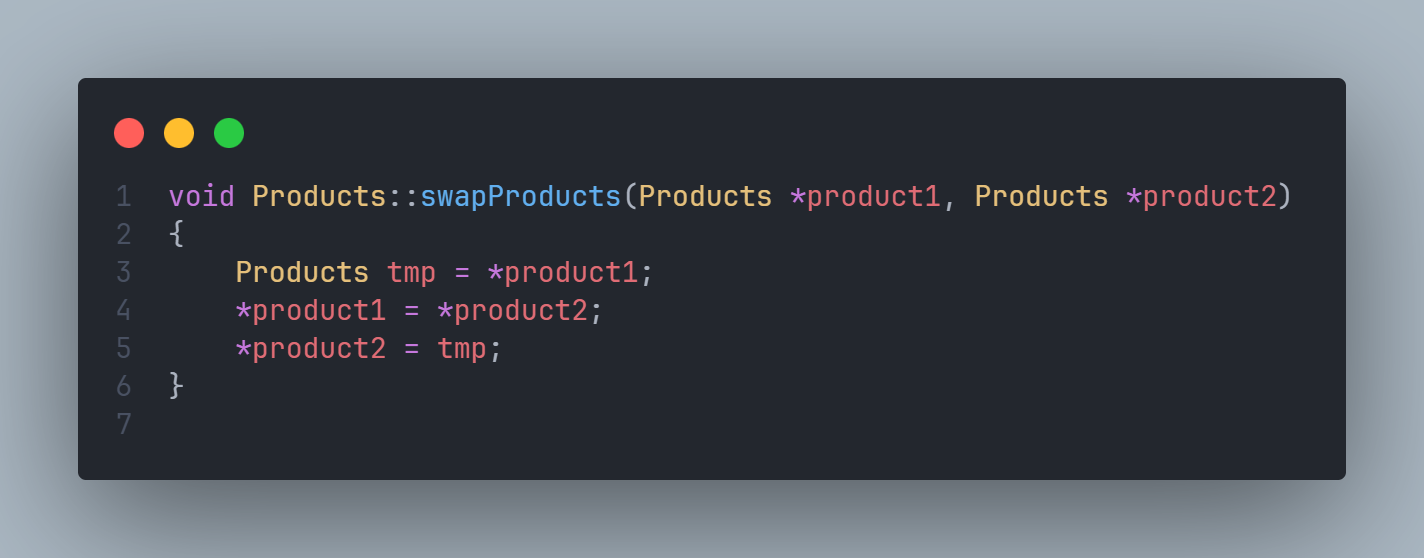 1 void Products::swapProducts(Products *product1, Products *product2)
2 {
3     Products tmp = *product1;
4     *product1 = *product2;
5     *product2 = tmp;
6 }
7